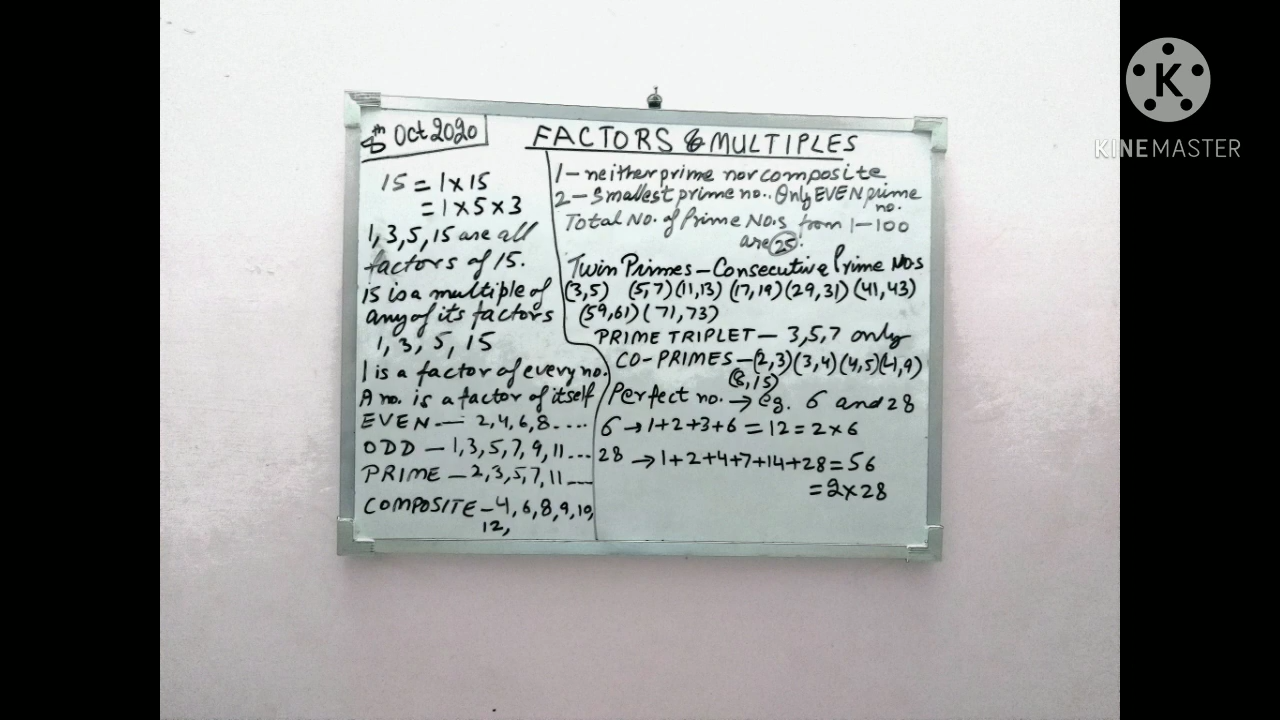 8th Oct 2020
FACTORS & MULTIPLES
15 = 1 x 15
= 1 x 5 x 3
1, 3, 5, 15 are all
factors of 15.
15 is a multiple of
any of its factors
1, 3, 5, 15
1 is a factor of every no.
A no. is a factor of itself
EVEN — 2, 4, 6, 8 ....
ODD — 1, 3, 5, 7, 9, 11 ...
PRIME — 2, 3, 5, 7, 11 —
COMPOSITE — 4, 6, 8, 9, 10,
12,
1 — neither prime nor composite
2 — Smallest prime no.. Only EVEN prime
no.
Total No. of Prime No.s from 1 — 100
are 25.
Twin Primes — Consecutive Prime Nos
(3,5) (5,7) (11,13) (17,19) (29,31) (41,43)
(59,61) (71,73)
PRIME TRIPLET — 3, 5, 7 only
CO-PRIMES — (2,3) (3,4) (4,5) (4,9)
(8,15)
Perfect no. → eg. 6 and 28
6 → 1+2+3+6 = 12 = 2 x 6
28 → 1+2+4+7+14+28 = 56
= 2 x 28
K
KINEMASTER